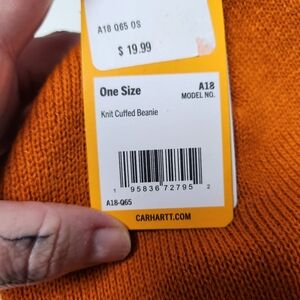 A18 Q65 OS
$ 19.99
One Size
A18
MODEL NO.
Knit Cuffed Beanie
1 95836 72795 2
A18-Q65
CARHARTT.COM